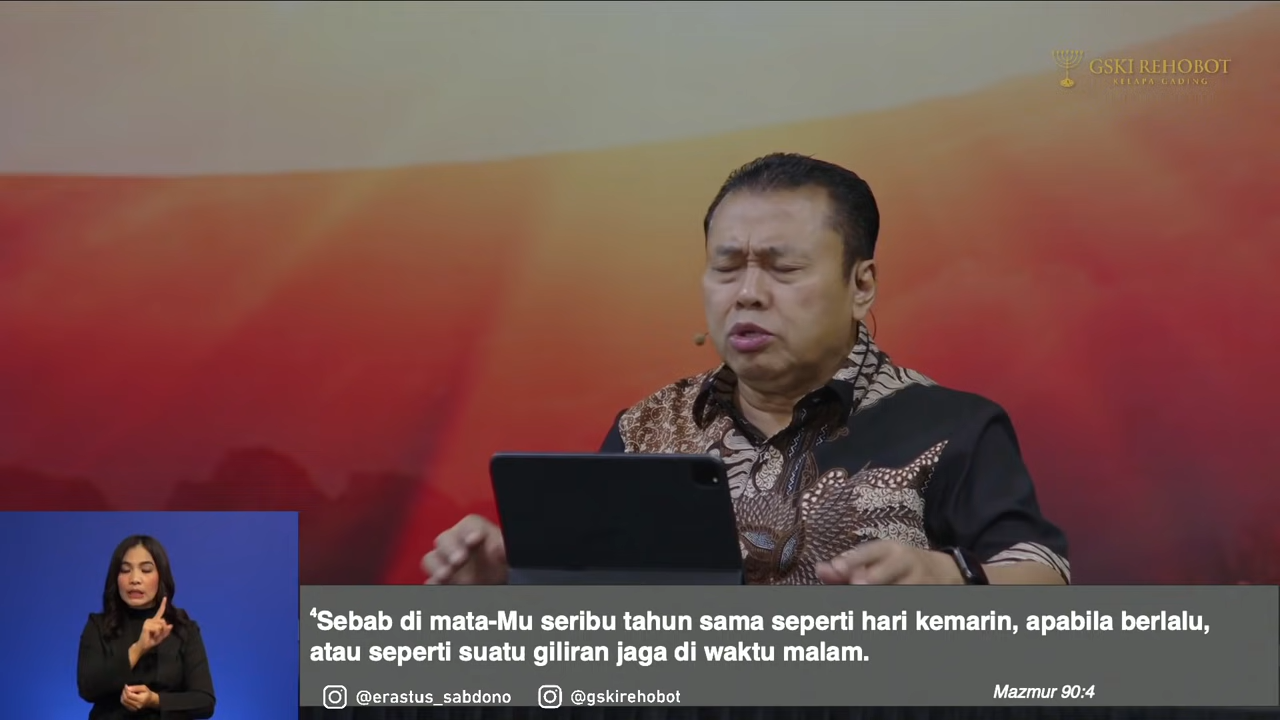 GSKI REHOBOT
KELAPA GADING
⁴Sebab di mata-Mu seribu tahun sama seperti hari kemarin, apabila berlalu,
atau seperti suatu giliran jaga di waktu malam.
@erastus_sabdono @gskirehobot
Mazmur 90:4